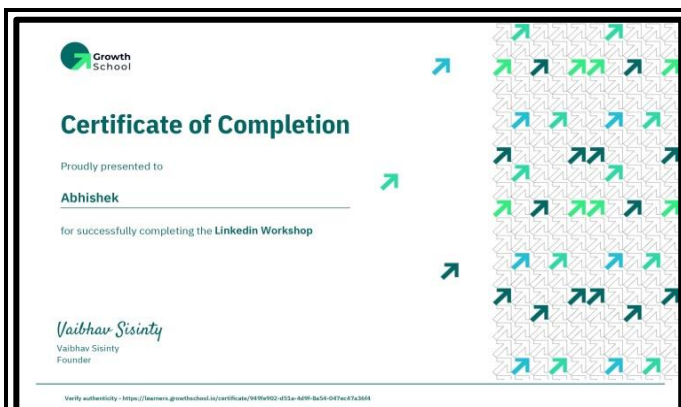 Growth
School
Certificate of Completion
Proudly presented to
Abhishek
for successfully completing the Linkedin Workshop
Vaibhav Sisinty
Vaibhav Sisinty
Founder
Verify authenticity - https://learners.growthschool.io/certificate/